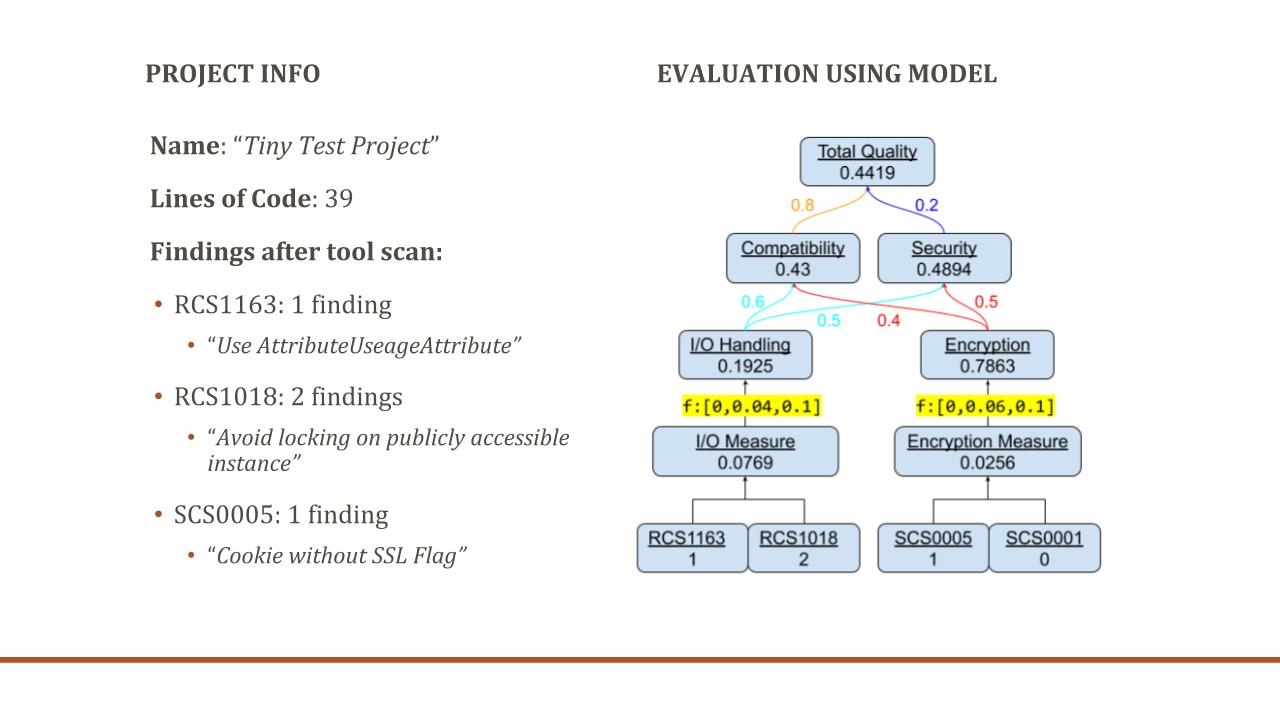 PROJECT INFO
Name: “Tiny Test Project”
Lines of Code: 39
Findings after tool scan:
• RCS1163: 1 finding
• “Use AttributeUseageAttribute”
• RCS1018: 2 findings
• “Avoid locking on publicly accessible
instance”
• SCS0005: 1 finding
• “Cookie without SSL Flag”
EVALUATION USING MODEL
Total Quality
0.4419
0.8 0.2
Compatibility Security
0.43 0.4894
0.6 0.5 0.4 0.5
I/O Handling Encryption
0.1925 0.7863
f:[0,0.04,0.1] f:[0,0.06,0.1]
I/O Measure Encryption Measure
0.0769 0.0256
RCS1163 RCS1018 SCS0005 SCS0001
1 2 1 0